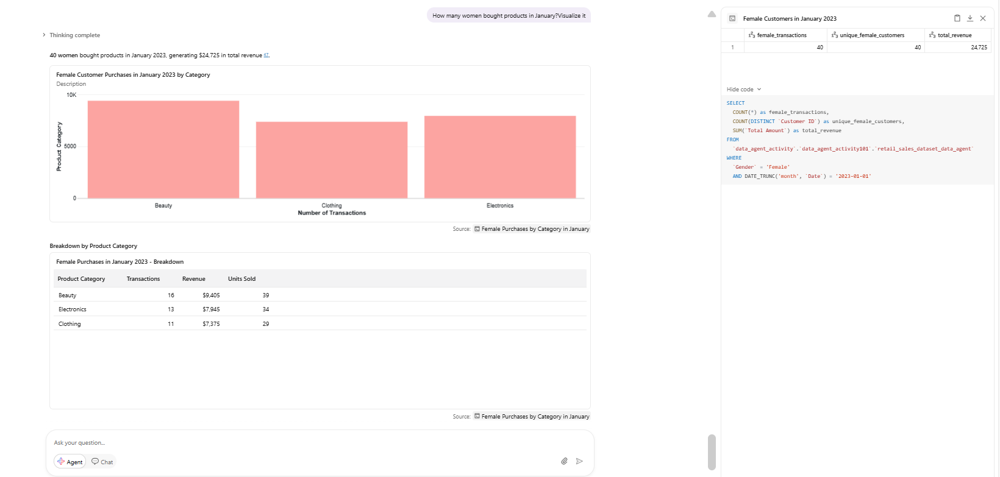 How many women bought products in January?Visualize it
Thinking complete
40 women bought products in January 2023, generating $24,725 in total revenue 47.
Female Customer Purchases in January 2023 by Category
Description
10K
5000
0
Product Category
Beauty
Clothing
Electronics
Number of Transactions
Source: Female Purchases by Category in January
Breakdown by Product Category
Female Purchases in January 2023 - Breakdown
Product Category Transactions Revenue Units Sold
Beauty 16 $9,405 39
Electronics 13 $7,945 34
Clothing 11 $7,375 29
Source: Female Purchases by Category in January
Ask your question...
Agent Chat
Female Customers in January 2023
1²3 female_transactions 1²3 unique_female_customers 1²3 total_revenue
1 40 40 24,725
Hide code
SELECT
COUNT(*) as female_transactions,
COUNT(DISTINCT `Customer ID`) as unique_female_customers,
SUM(`Total Amount`) as total_revenue
FROM
`data_agent_activity`.`data_agent_activity101`.`retail_sales_dataset_data_agent`
WHERE
`Gender` = 'Female'
AND DATE_TRUNC('month', `Date`) = '2023-01-01'